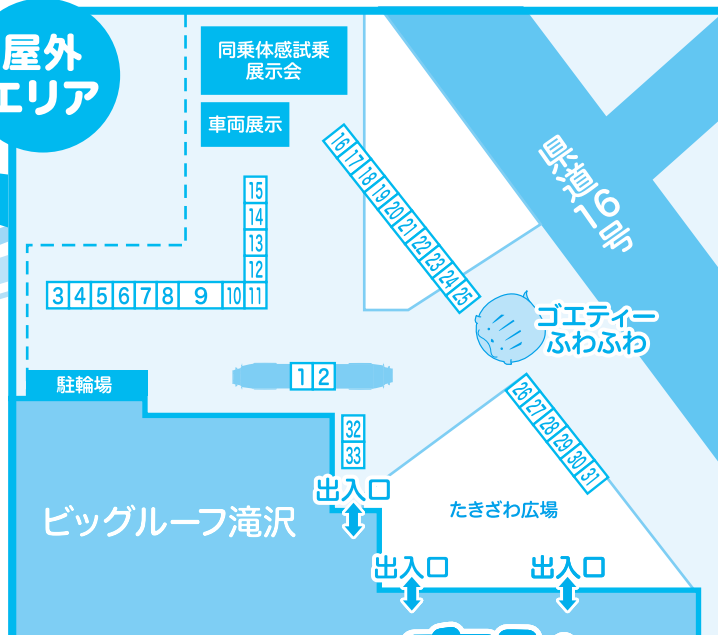 屋外
エリア
同乗体感試乗
展示会
車両展示
県道16号
15
14
13
12
3 4 5 6 7 8 9 10 11
16 17 18 19 20 21 22 23 24 25
ゴエティー
ふわふわ
1 2
駐輪場
26 27 28 29 30 31
32
33
出入口
たきざわ広場
ビッグルーフ滝沢
出入口
出入口